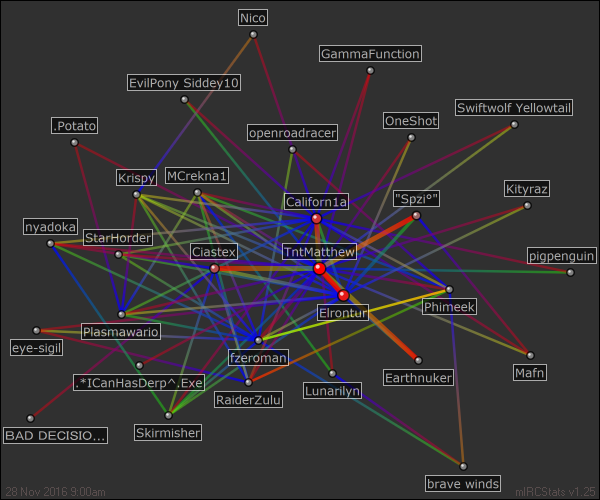 Nico
GammaFunction
EvilPony Siddey10
Swiftwolf Yellowtail
OneShot
.Potato
openroadracer
Krispy
MCrekna1
Kityraz
Californ1a
"Spzi°"
nyadoka
StarHorder
Ciastex
TntMatthew
pigpenguin
Elrontur
Phimeek
Plasmawario
eye-sigil
fzeroman
Mafn
.*ICanHasDerp^.Exe
Earthnuker
Lunarilyn
RaiderZulu
BAD DECISIO...
Skirmisher
brave winds
28 Nov 2016 9:00am
mIRCStats v1.25